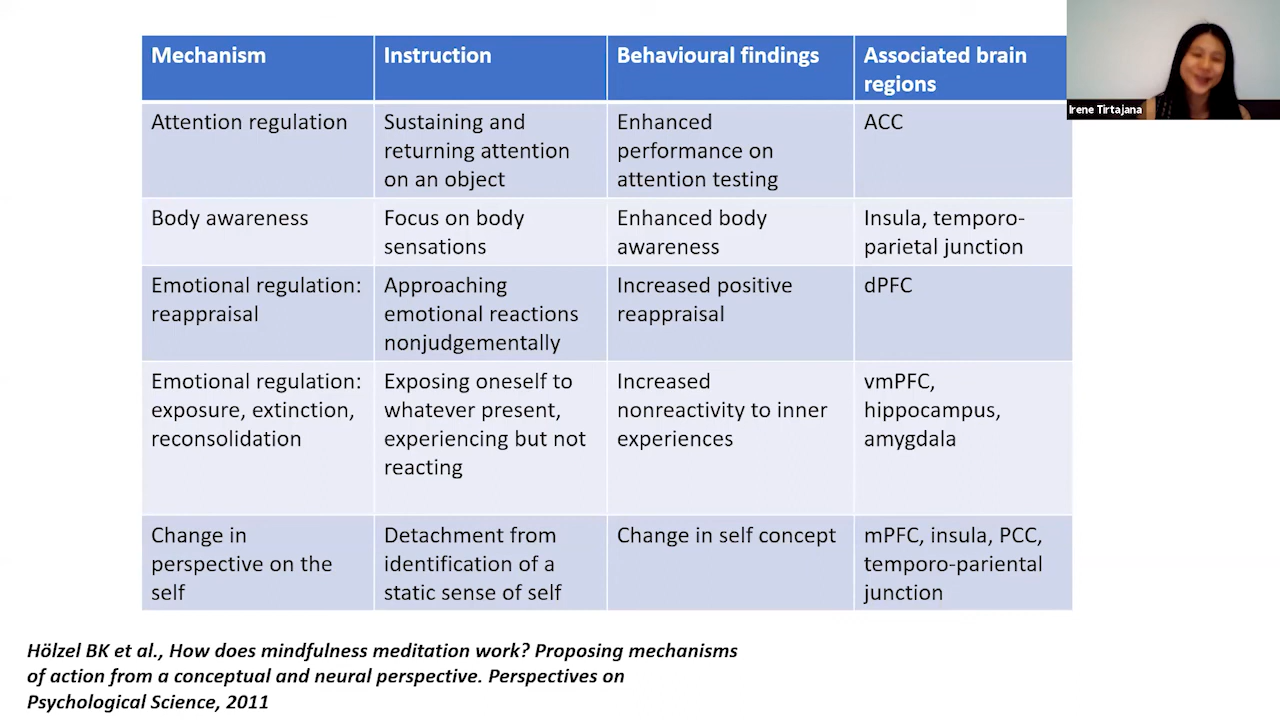 Mechanism
Instruction
Behavioural findings
Associated brain
regions
Irene Tirtajana
Attention regulation
Sustaining and
returning attention
on an object
Enhanced
performance on
attention testing
ACC
Body awareness
Focus on body
sensations
Enhanced body
awareness
Insula, temporo-
parietal junction
Emotional regulation:
reappraisal
Approaching
emotional reactions
nonjudgementally
Increased positive
reappraisal
dPFC
Emotional regulation:
exposure, extinction,
reconsolidation
Exposing oneself to
whatever present,
experiencing but not
reacting
Increased
nonreactivity to inner
experiences
vmPFC,
hippocampus,
amygdala
Change in
perspective on the
self
Detachment from
identification of a
static sense of self
Change in self concept
mPFC, insula, PCC,
temporo-pariental
junction
Hölzel BK et al., How does mindfulness meditation work? Proposing mechanisms
of action from a conceptual and neural perspective. Perspectives on
Psychological Science, 2011